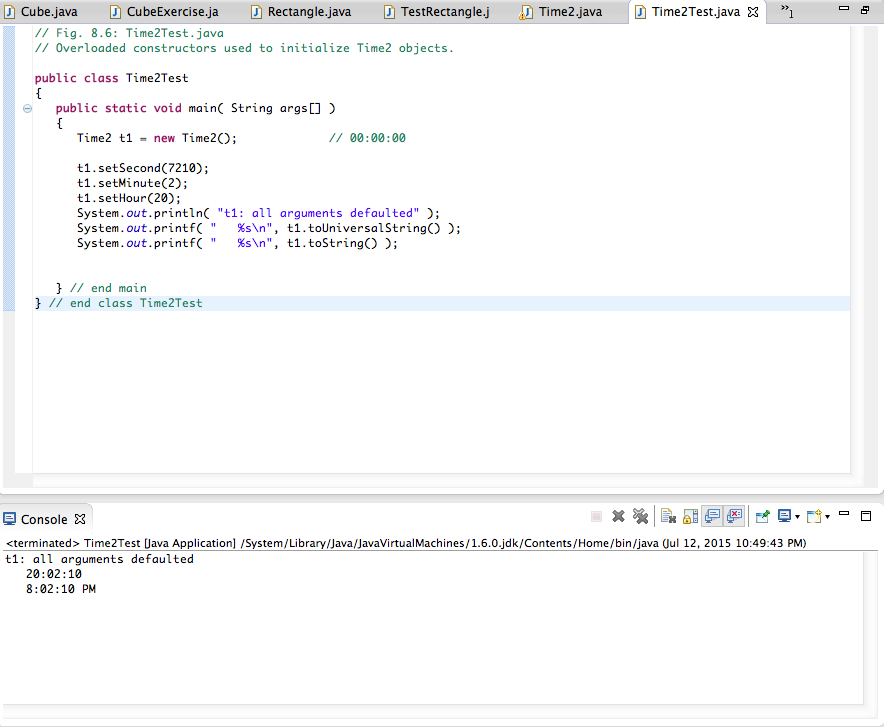 Cube.java CubeExercise.ja Rectangle.java TestRectangle.j Time2.java Time2Test.java »1
// Fig. 8.6: Time2Test.java
// Overloaded constructors used to initialize Time2 objects.
public class Time2Test
{
public static void main( String args[] )
{
Time2 t1 = new Time2(); // 00:00:00
t1.setSecond(7210);
t1.setMinute(2);
t1.setHour(20);
System.out.println( "t1: all arguments defaulted" );
System.out.printf( "   %s\n", t1.toUniversalString() );
System.out.printf( "   %s\n", t1.toString() );
} // end main
} // end class Time2Test
Console
<terminated> Time2Test [Java Application] /System/Library/Java/JavaVirtualMachines/1.6.0.jdk/Contents/Home/bin/java (Jul 12, 2015 10:49:43 PM)
t1: all arguments defaulted
20:02:10
8:02:10 PM